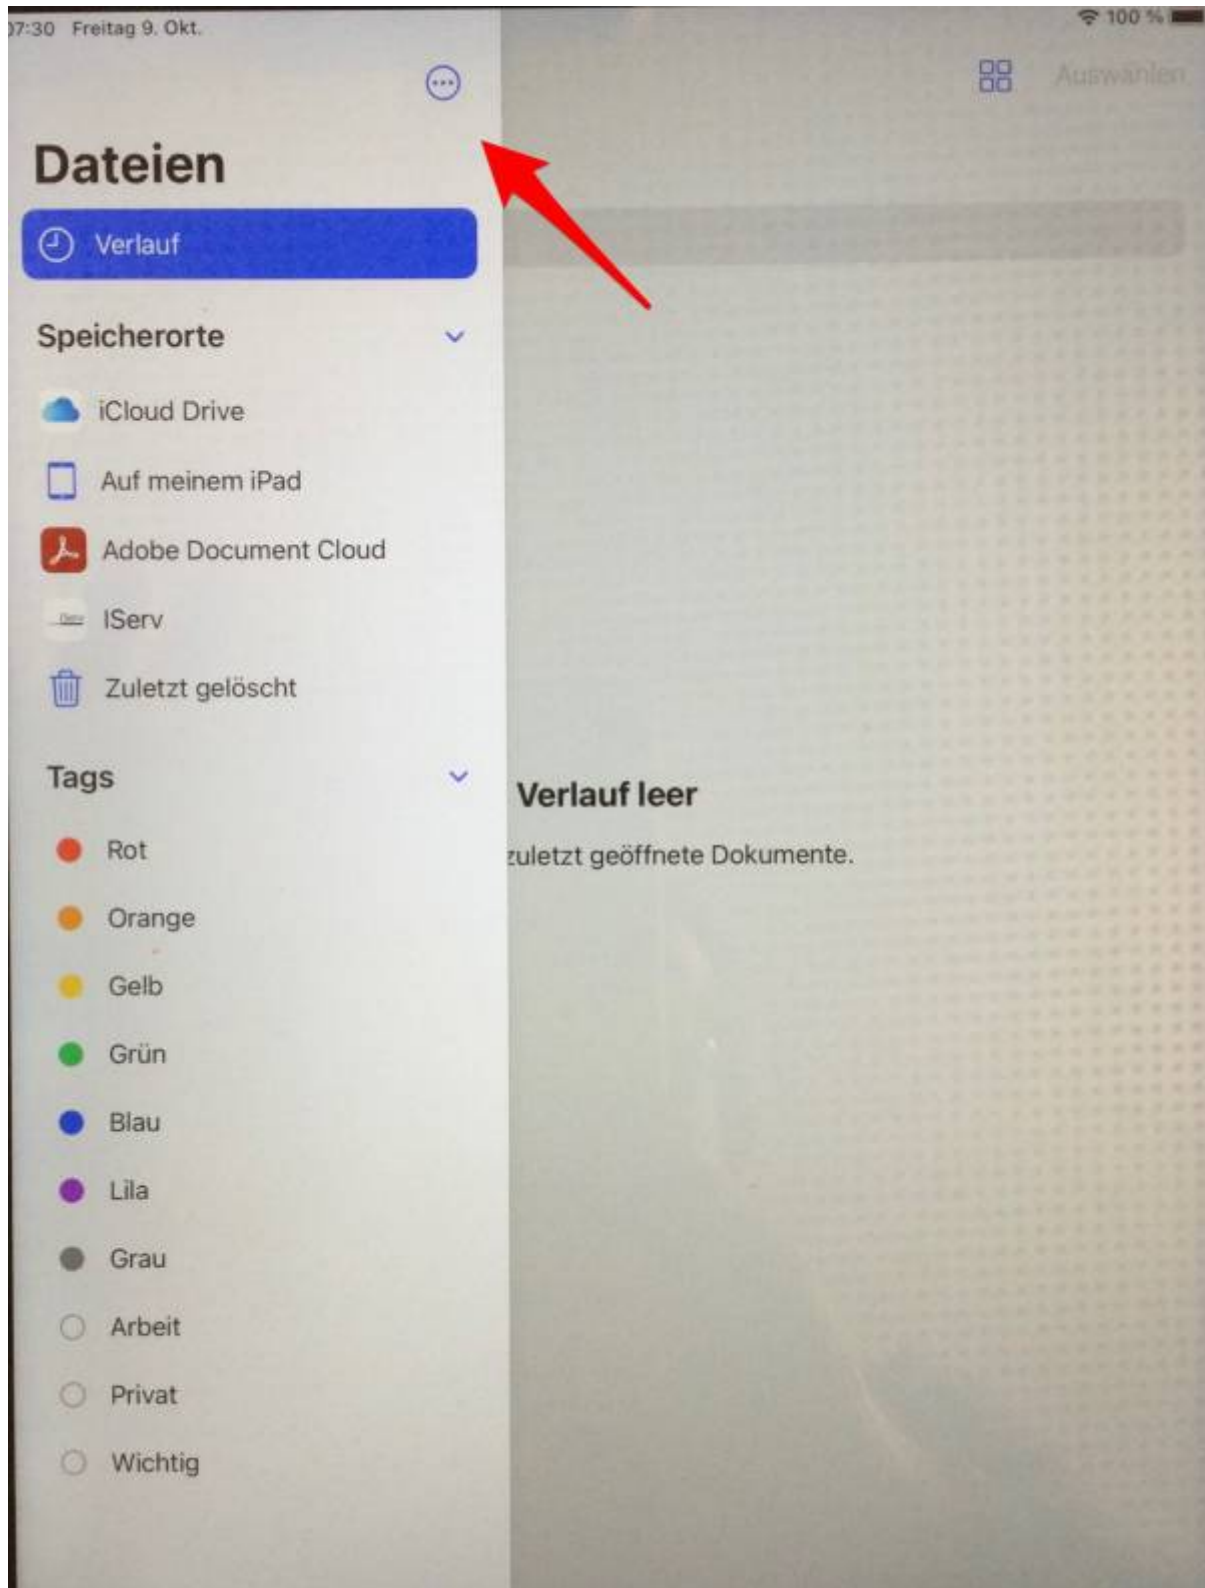 07:30 Freitag 9. Okt.
100 %
Auswählen
Dateien
Verlauf
Speicherorte
iCloud Drive
Auf meinem iPad
Adobe Document Cloud
IServ
Zuletzt gelöscht
Tags
Verlauf leer
zuletzt geöffnete Dokumente.
Rot
Orange
Gelb
Grün
Blau
Lila
Grau
Arbeit
Privat
Wichtig